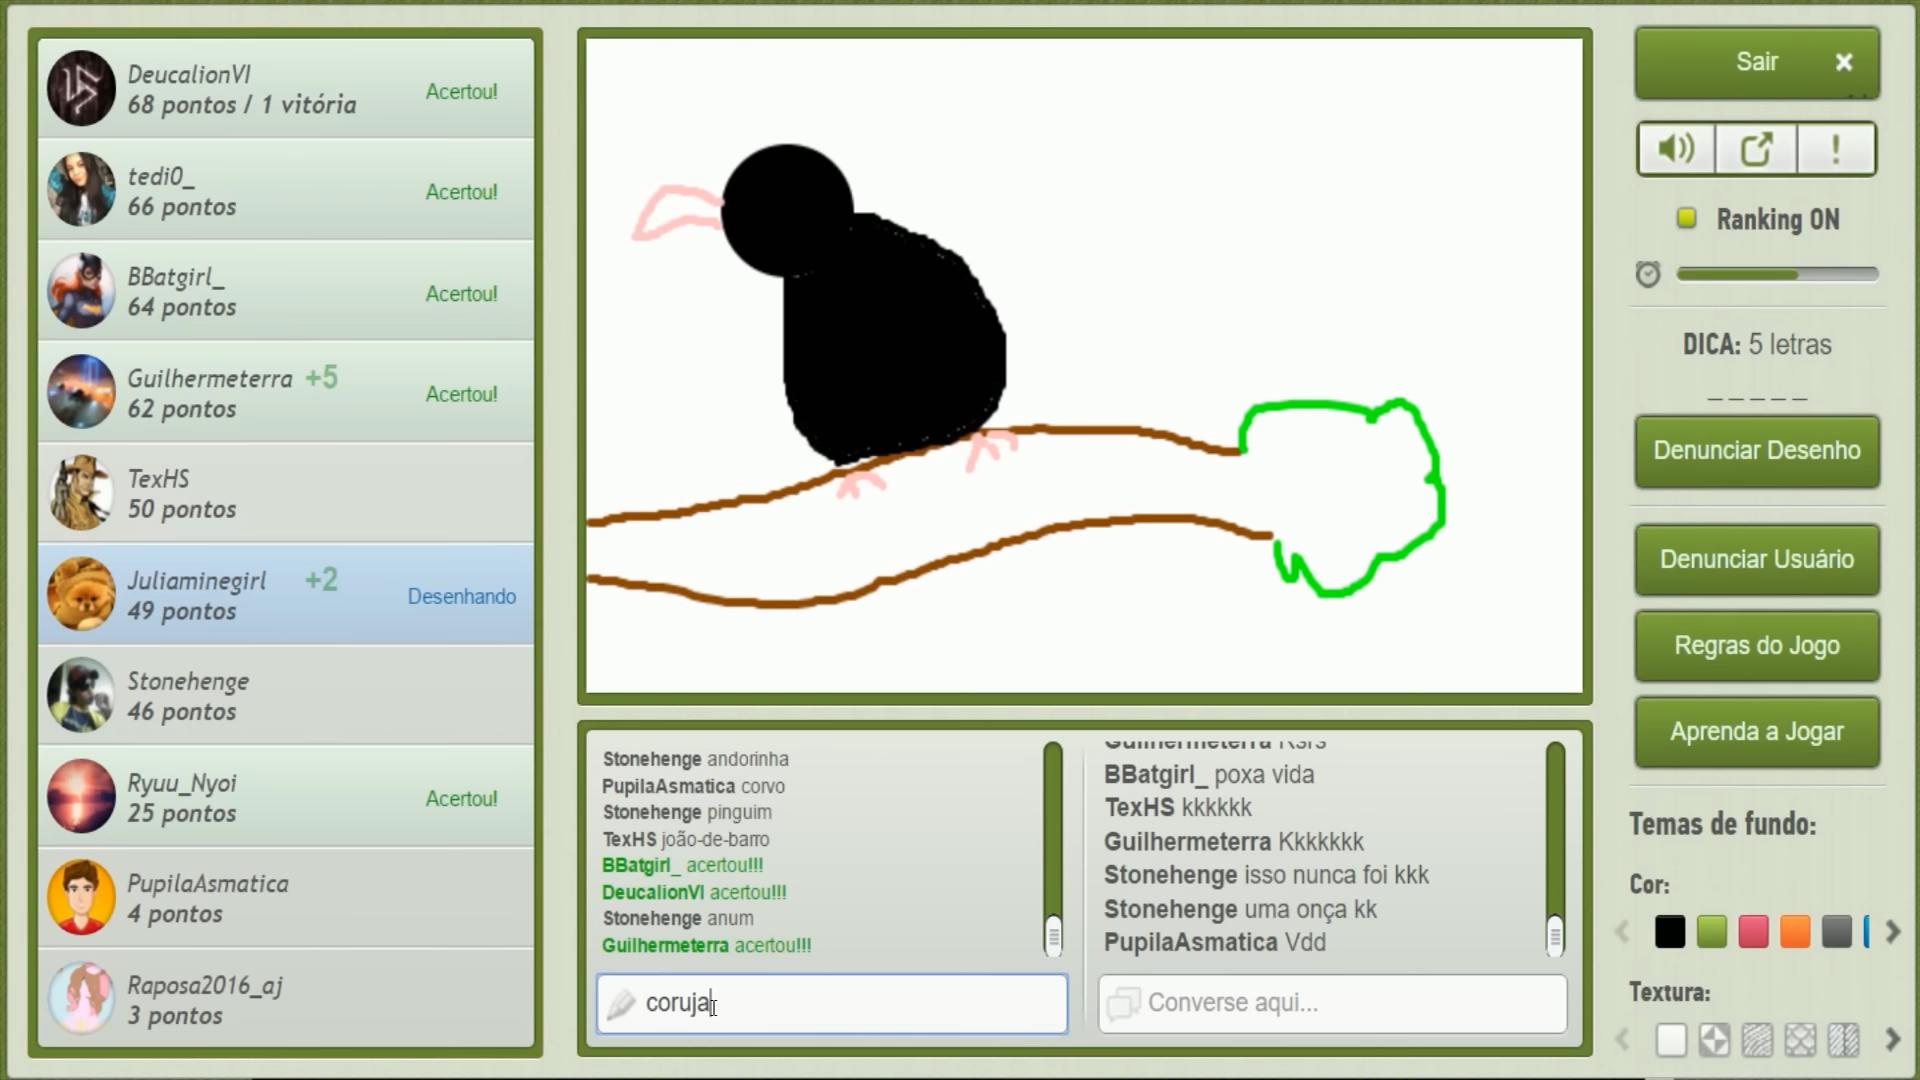 DeucalionVI
68 pontos / 1 vitória
Acertou!
tedi0_
66 pontos
Acertou!
BBatgirl_
64 pontos
Acertou!
Guilhermeterra +5
62 pontos
Acertou!
TexHS
50 pontos
Juliaminegirl +2
49 pontos
Desenhando
Stonehenge
46 pontos
Ryuu_Nyoi
25 pontos
Acertou!
PupilaAsmatica
4 pontos
Raposa2016_aj
3 pontos
Stonehenge andorinha
PupilaAsmatica corvo
Stonehenge pinguim
TexHS joão-de-barro
BBatgirl_ acertou!!!
DeucalionVI acertou!!!
Stonehenge anum
Guilhermeterra acertou!!!
coruja
Guilhermeterra Ksrs
BBatgirl_ poxa vida
TexHS kkkkkk
Guilhermeterra Kkkkkkk
Stonehenge isso nunca foi kkk
Stonehenge uma onça kk
PupilaAsmatica Vdd
Converse aqui...
Sair
!
Ranking ON
DICA: 5 letras
_ _ _ _ _
Denunciar Desenho
Denunciar Usuário
Regras do Jogo
Aprenda a Jogar
Temas de fundo:
Cor:
Textura: